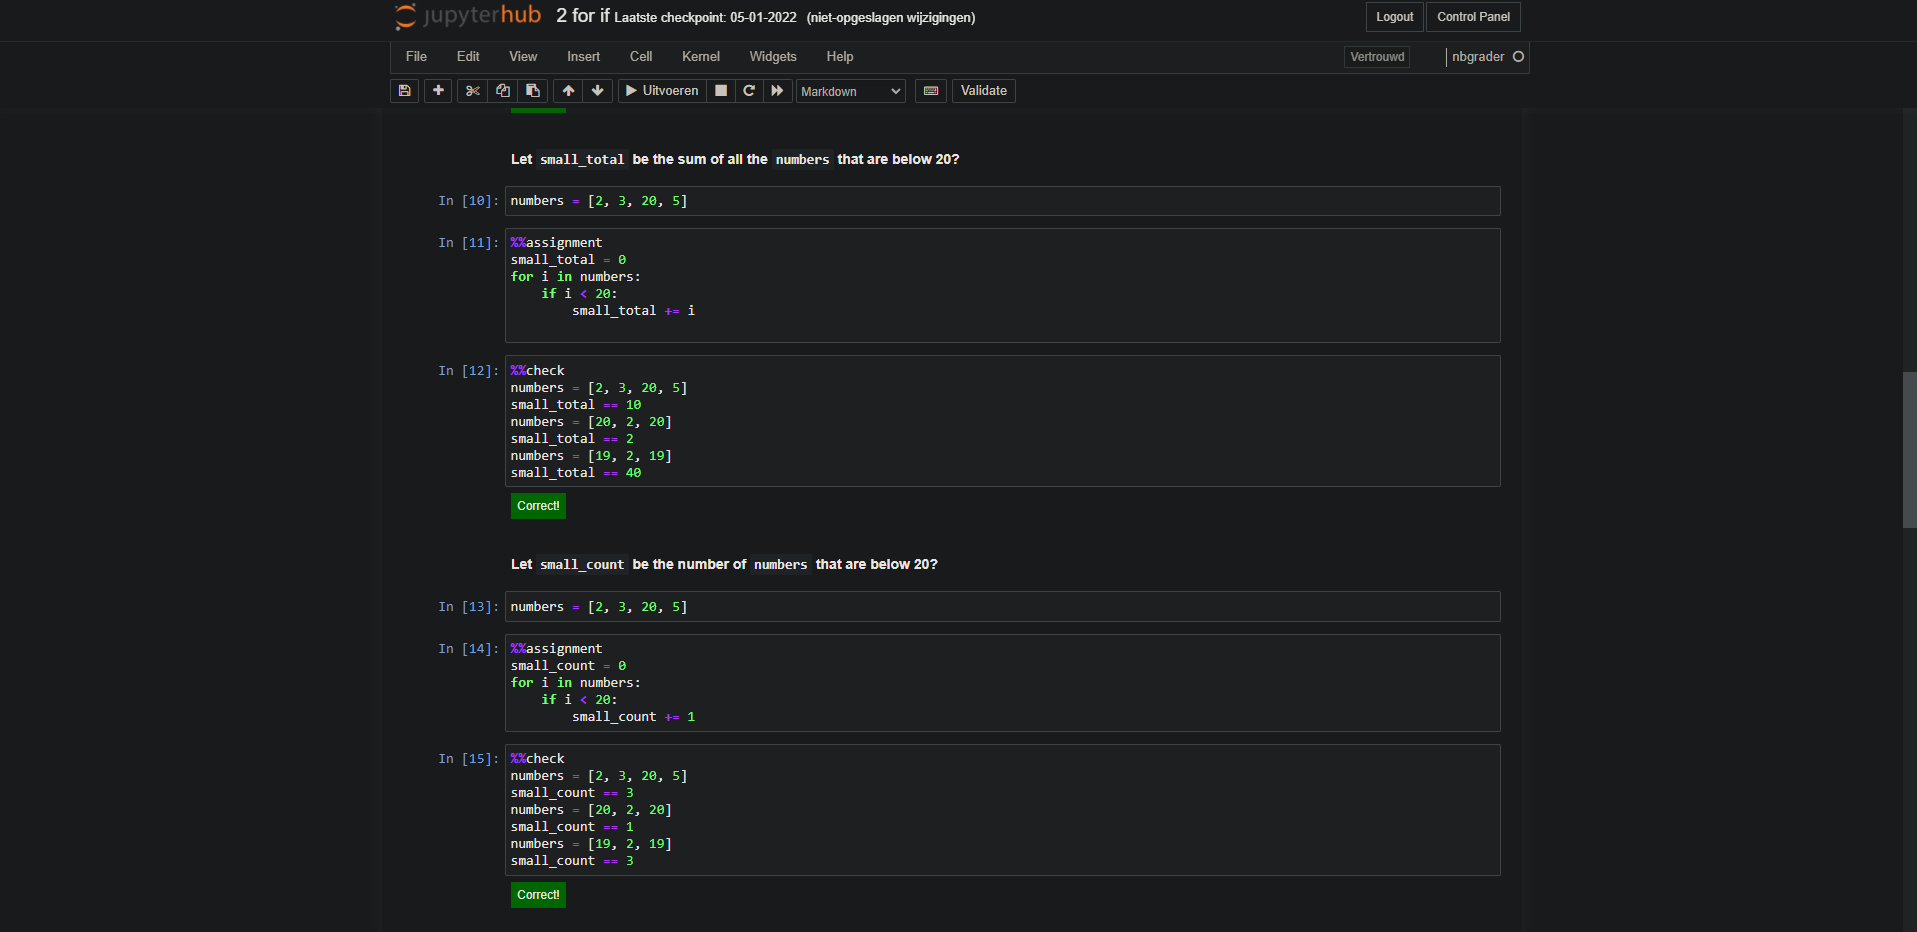 jupyterhub 2 for if Laatste checkpoint: 05-01-2022 (niet-opgeslagen wijzigingen) Logout Control Panel
File Edit View Insert Cell Kernel Widgets Help Vertrouwd nbgrader
Uitvoeren Markdown Validate
Let small_total be the sum of all the numbers that are below 20?
In [10]: numbers = [2, 3, 20, 5]
In [11]: %%assignment
small_total = 0
for i in numbers:
    if i < 20:
        small_total += i
In [12]: %%check
numbers = [2, 3, 20, 5]
small_total == 10
numbers = [20, 2, 20]
small_total == 2
numbers = [19, 2, 19]
small_total == 40
Correct!
Let small_count be the number of numbers that are below 20?
In [13]: numbers = [2, 3, 20, 5]
In [14]: %%assignment
small_count = 0
for i in numbers:
    if i < 20:
        small_count += 1
In [15]: %%check
numbers = [2, 3, 20, 5]
small_count == 3
numbers = [20, 2, 20]
small_count == 1
numbers = [19, 2, 19]
small_count == 3
Correct!